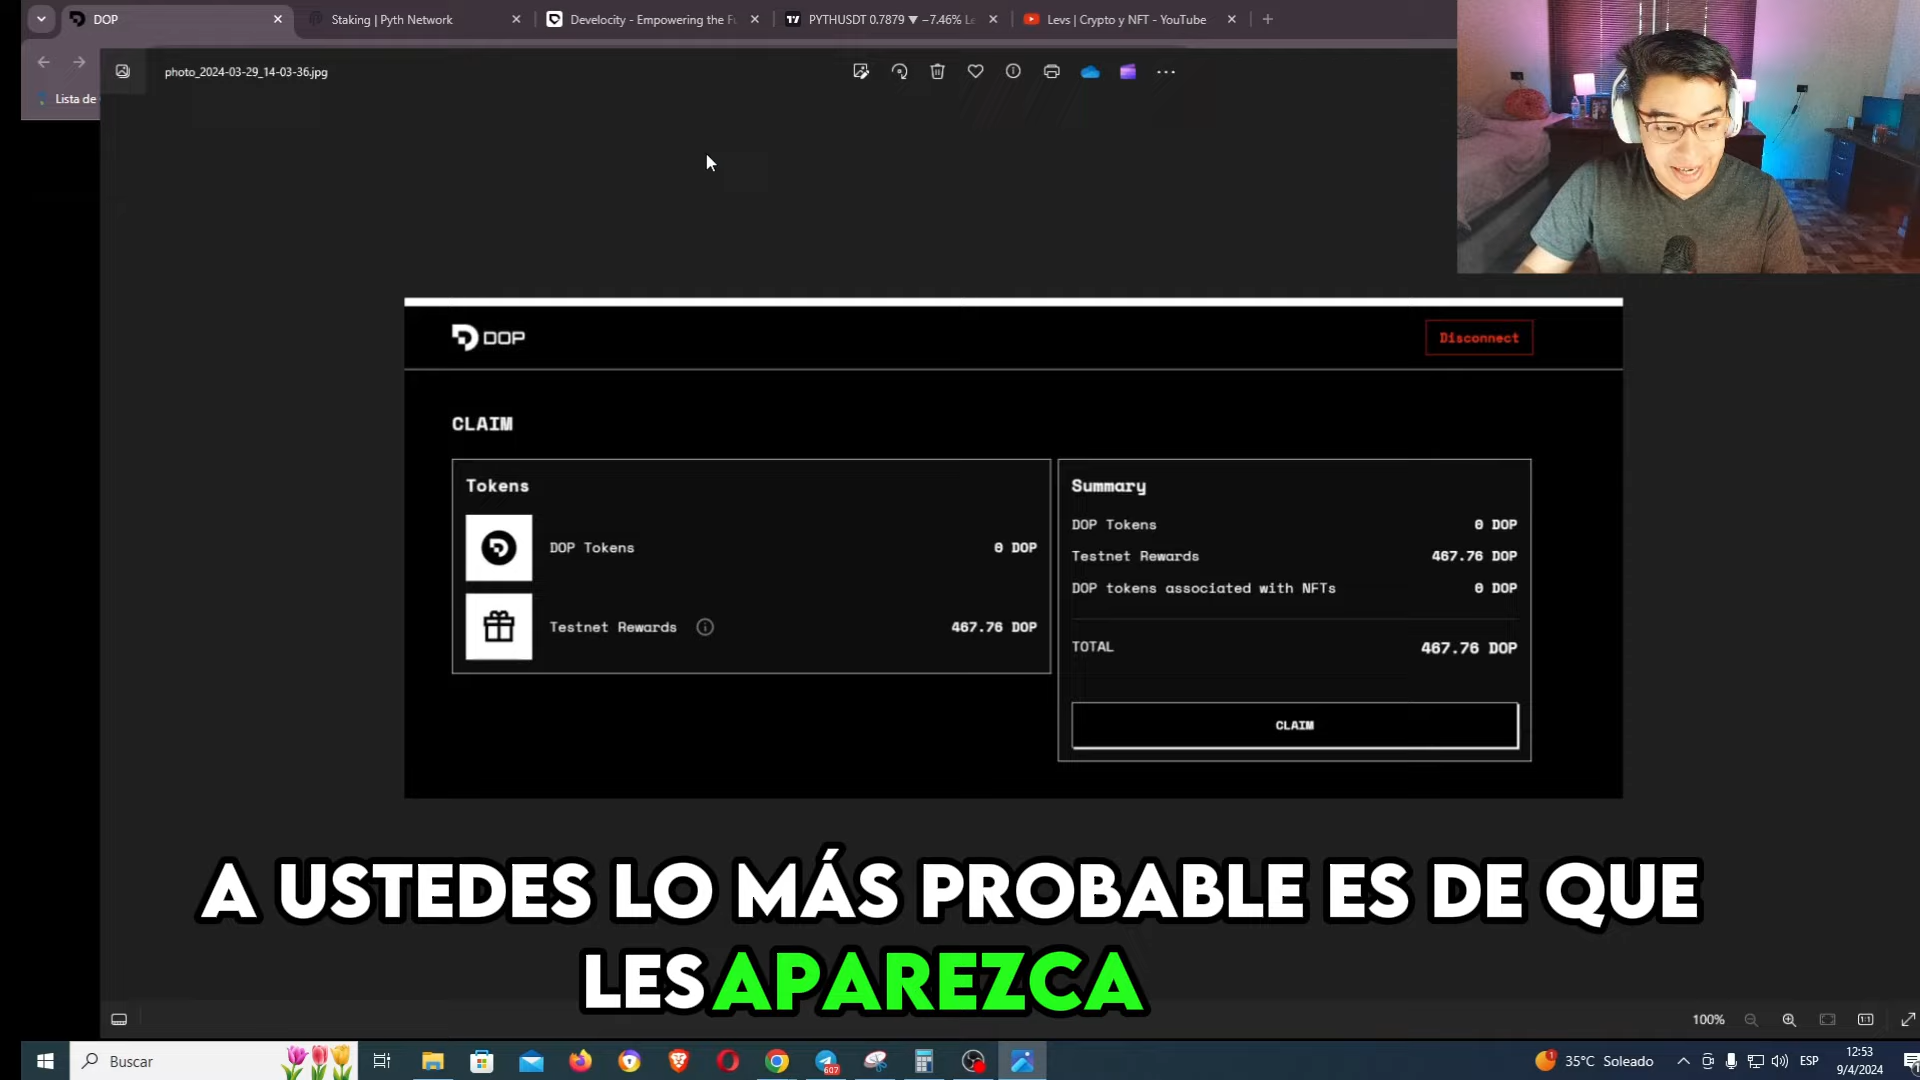 DOP
Staking | Pyth Network
Develocity - Empowering the Fu
PYTHUSDT 0.7879 ▼ −7.46% Le
Levs | Crypto y NFT - YouTube
photo_2024-03-29_14-03-36.jpg
Lista de
DOP
Disconnect
CLAIM
Tokens
DOP Tokens
0 DOP
Testnet Rewards
467.76 DOP
Summary
DOP Tokens
0 DOP
Testnet Rewards
467.76 DOP
DOP tokens associated with NFTs
0 DOP
TOTAL
467.76 DOP
CLAIM
A USTEDES LO MÁS PROBABLE ES DE QUE
LES APAREZCA
100%
Buscar
607
1
35°C Soleado
ESP
12:53
9/4/2024